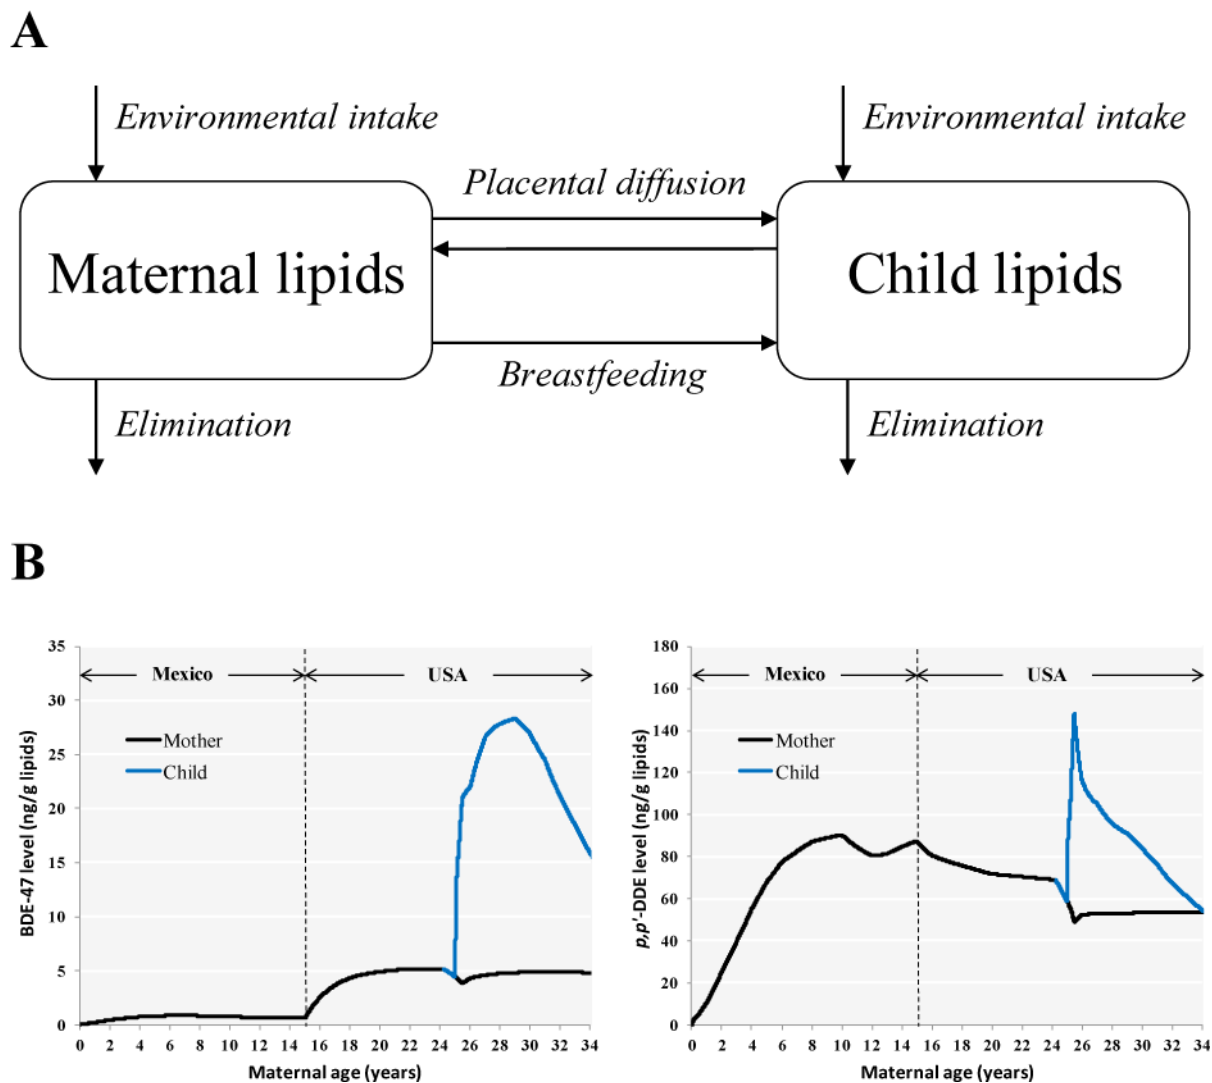 A
Environmental intake
Environmental intake
Placental diffusion
Maternal lipids
Child lipids
Breastfeeding
Elimination
Elimination
B
35
30
25
20
15
10
5
0
BDE-47 level (ng/g lipids)
Mexico
USA
Mother
Child
0 2 4 6 8 10 12 14 16 18 20 22 24 26 28 30 32 34
Maternal age (years)
180
160
140
120
100
80
60
40
20
0
p,p'-DDE level (ng/g lipids)
Mexico
USA
Mother
Child
0 2 4 6 8 10 12 14 16 18 20 22 24 26 28 30 32 34
Maternal age (years)